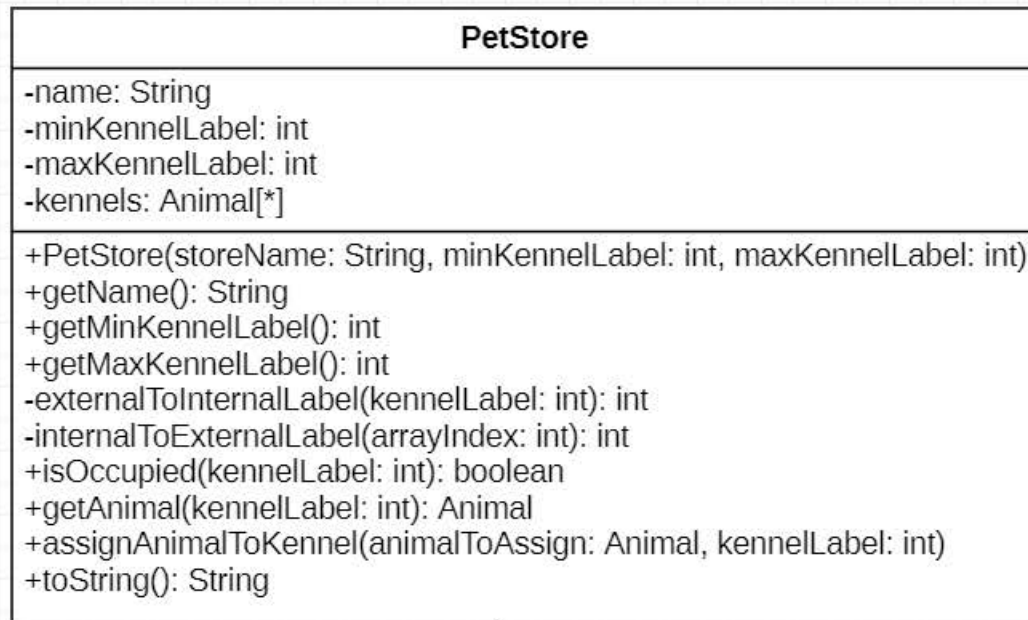 PetStore
-name: String
-minKennelLabel: int
-maxKennelLabel: int
-kennels: Animal[*]
+PetStore(storeName: String, minKennelLabel: int, maxKennelLabel: int)
+getName(): String
+getMinKennelLabel(): int
+getMaxKennelLabel(): int
-externalToInternalLabel(kennelLabel: int): int
-internalToExternalLabel(arrayIndex: int): int
+isOccupied(kennelLabel: int): boolean
+getAnimal(kennelLabel: int): Animal
+assignAnimalToKennel(animalToAssign: Animal, kennelLabel: int)
+toString(): String